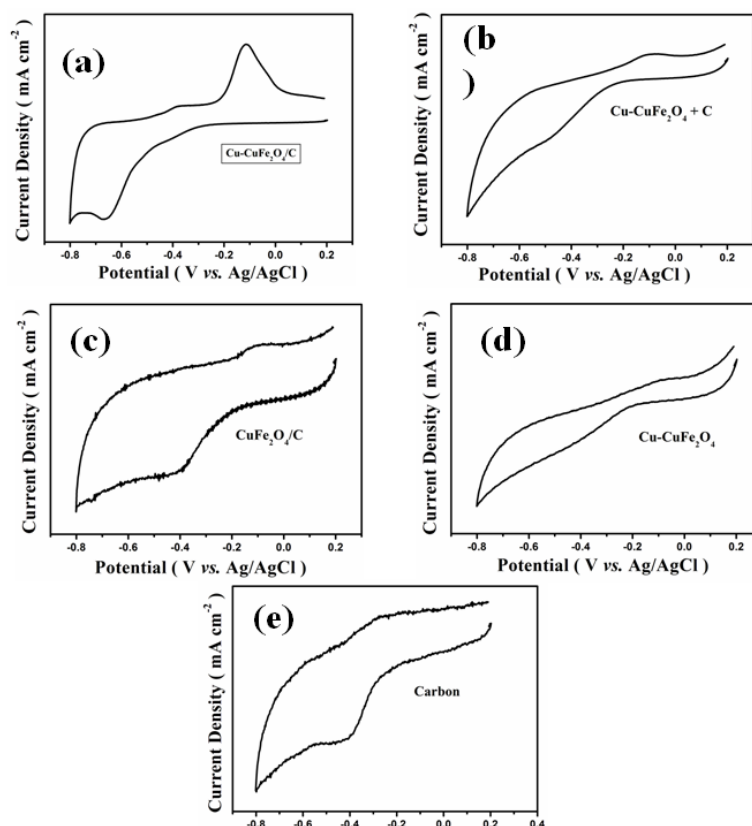 (a)
Cu-CuFe₂O₄/C
Current Density ( mA cm⁻²)
-0.8 -0.6 -0.4 -0.2 0.0 0.2
Potential ( V vs. Ag/AgCl )
(b
)
Cu-CuFe₂O₄ + C
Current Density ( mA cm⁻²)
-0.8 -0.6 -0.4 -0.2 0.0 0.2
Potential ( V vs. Ag/AgCl )
(c)
CuFe₂O₄/C
Current Density ( mA cm⁻²)
-0.8 -0.6 -0.4 -0.2 0.0 0.2
Potential ( V vs. Ag/AgCl )
(d)
Cu-CuFe₂O₄
Current Density ( mA cm⁻²)
-0.8 -0.6 -0.4 -0.2 0.0 0.2
Potential ( V vs. Ag/AgCl )
(e)
Carbon
Current Density ( mA cm⁻²)
-0.8 -0.6 -0.4 -0.2 0.0 0.2 0.4